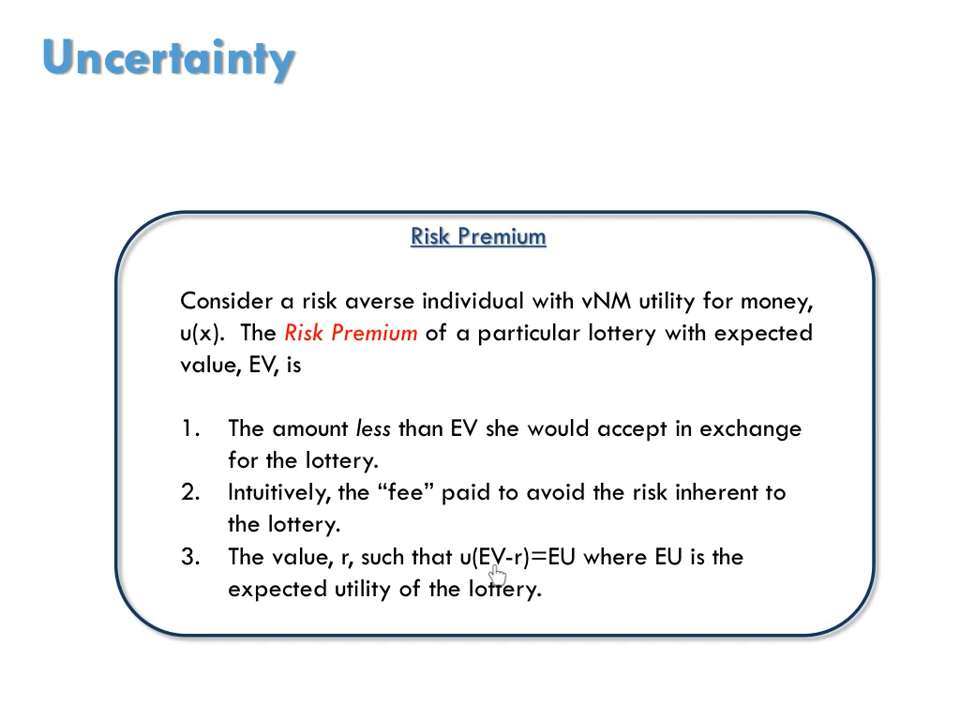 Uncertainty
Risk Premium
Consider a risk averse individual with vNM utility for money,
u(x). The Risk Premium of a particular lottery with expected
value, EV, is
1. The amount less than EV she would accept in exchange
for the lottery.
2. Intuitively, the “fee” paid to avoid the risk inherent to
the lottery.
3. The value, r, such that u(EV-r)=EU where EU is the
expected utility of the lottery.